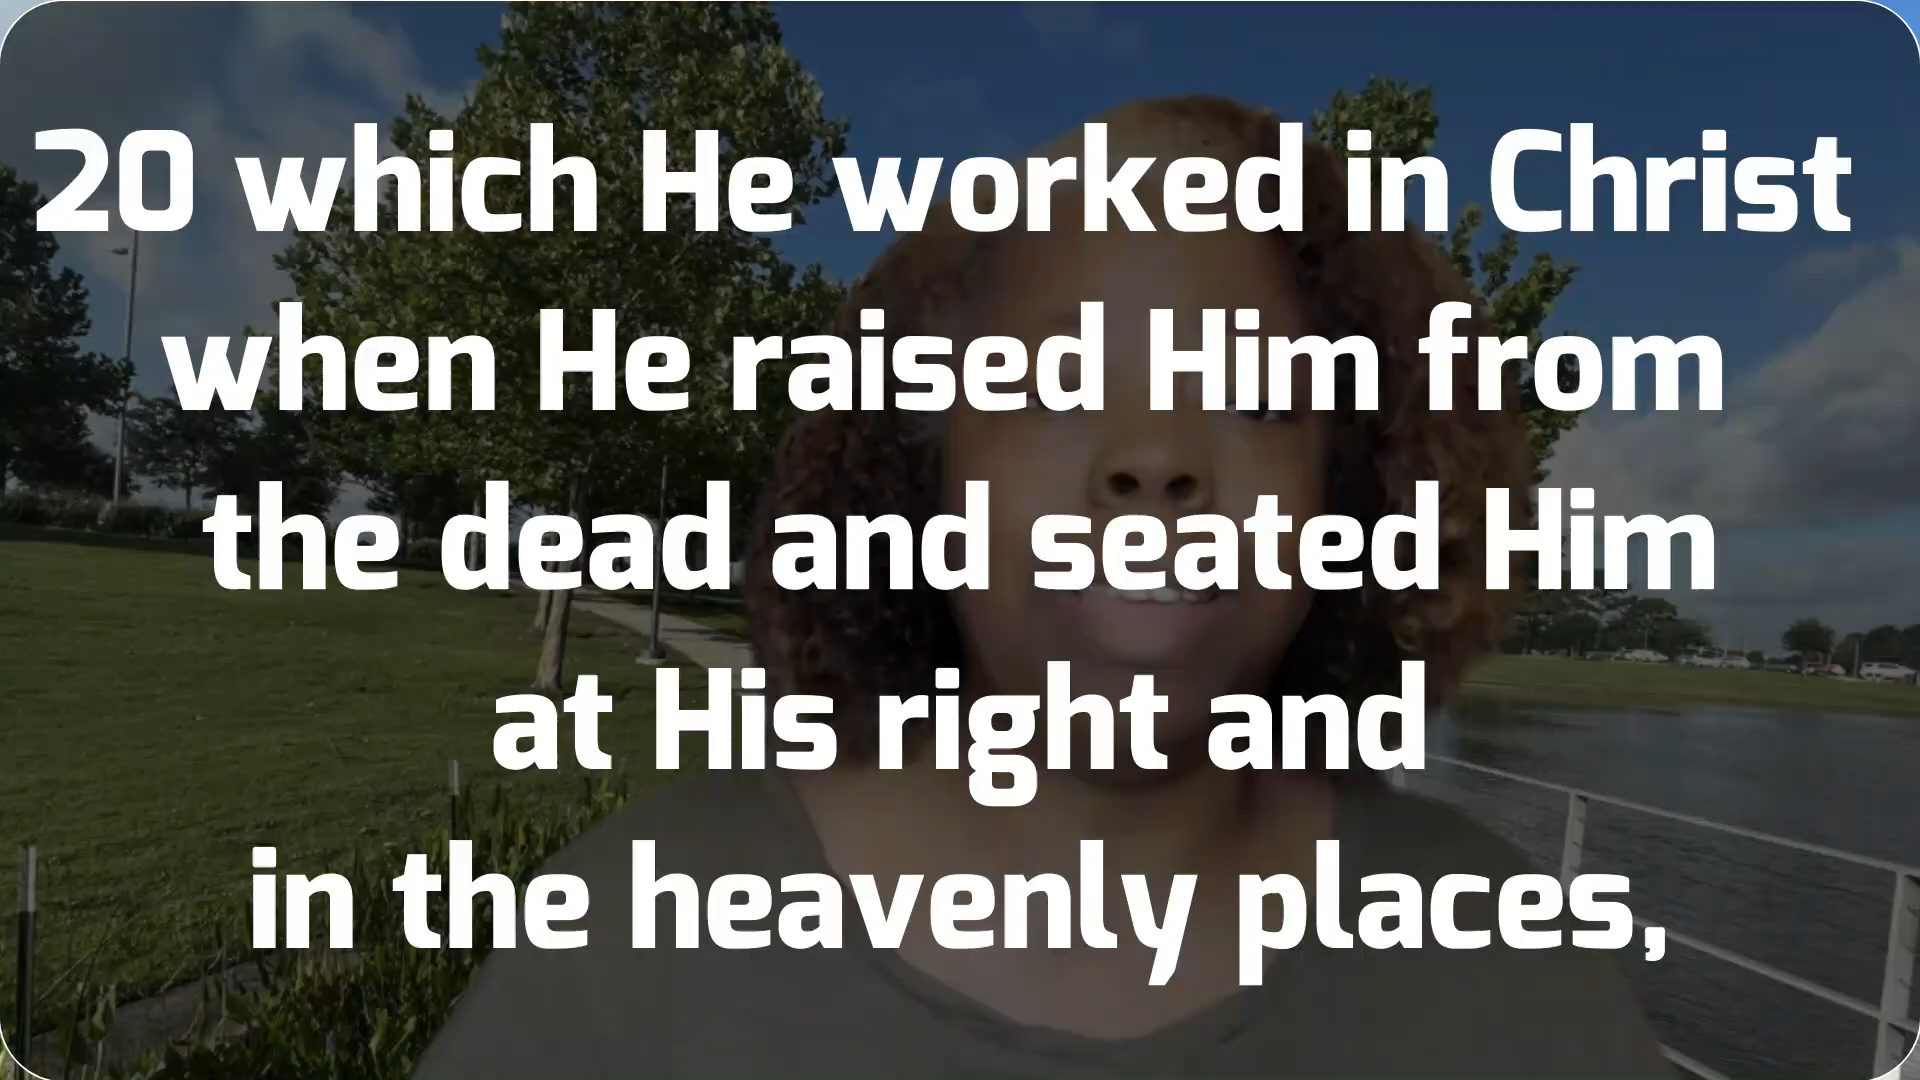 20 which He worked in Christ
when He raised Him from
the dead and seated Him
at His right and
in the heavenly places,